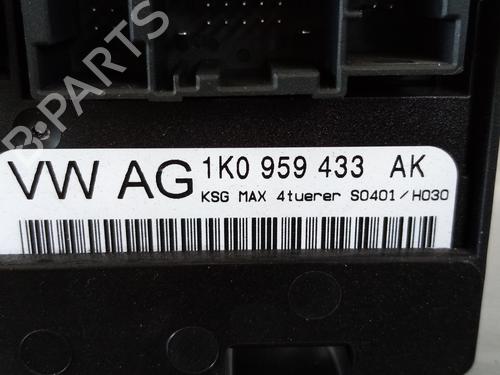 VW AG 1K0 959 433 AK
KSG MAX 4tuerer S0401/H030
B-PARTS